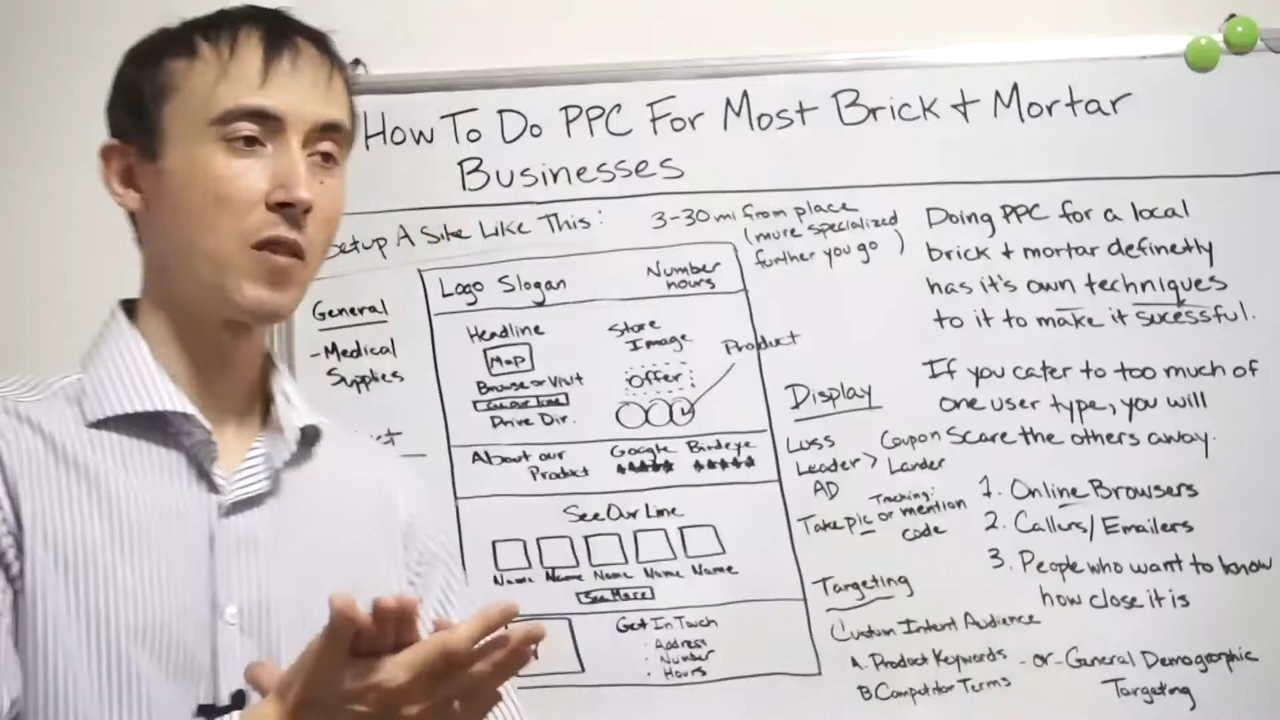 How To Do PPC For Most Brick & Mortar
Businesses
Setup A Site Like This:
3-30 mi from place
(more specialized
further you go)
General
-Medical
Supplies
Logo Slogan
Number
hours
Headline
Map
Browse or Visit
See Our Line
Drive Dir.
Store
Image
Offer
Product
About our
Product
Google Birdeye
See Our Line
Name Name Name Name Name
See More
Get In Touch
· Address
· Number
· Hours
Display
Loss
Leader >
AD
Coupon
Lander
Take pic or mention
Tracking:
code
Targeting
Custom Intent Audience
A. Product Keywords
B Competitor Terms
-or- General Demographic
Targeting
Doing PPC for a local
brick & mortar definetly
has it's own techniques
to it to make it sucessful.
If you cater to too much of
one user type, you will
Scare the others away.
1. Online Browsers
2. Callers/Emailers
3. People who want to know
how close it is